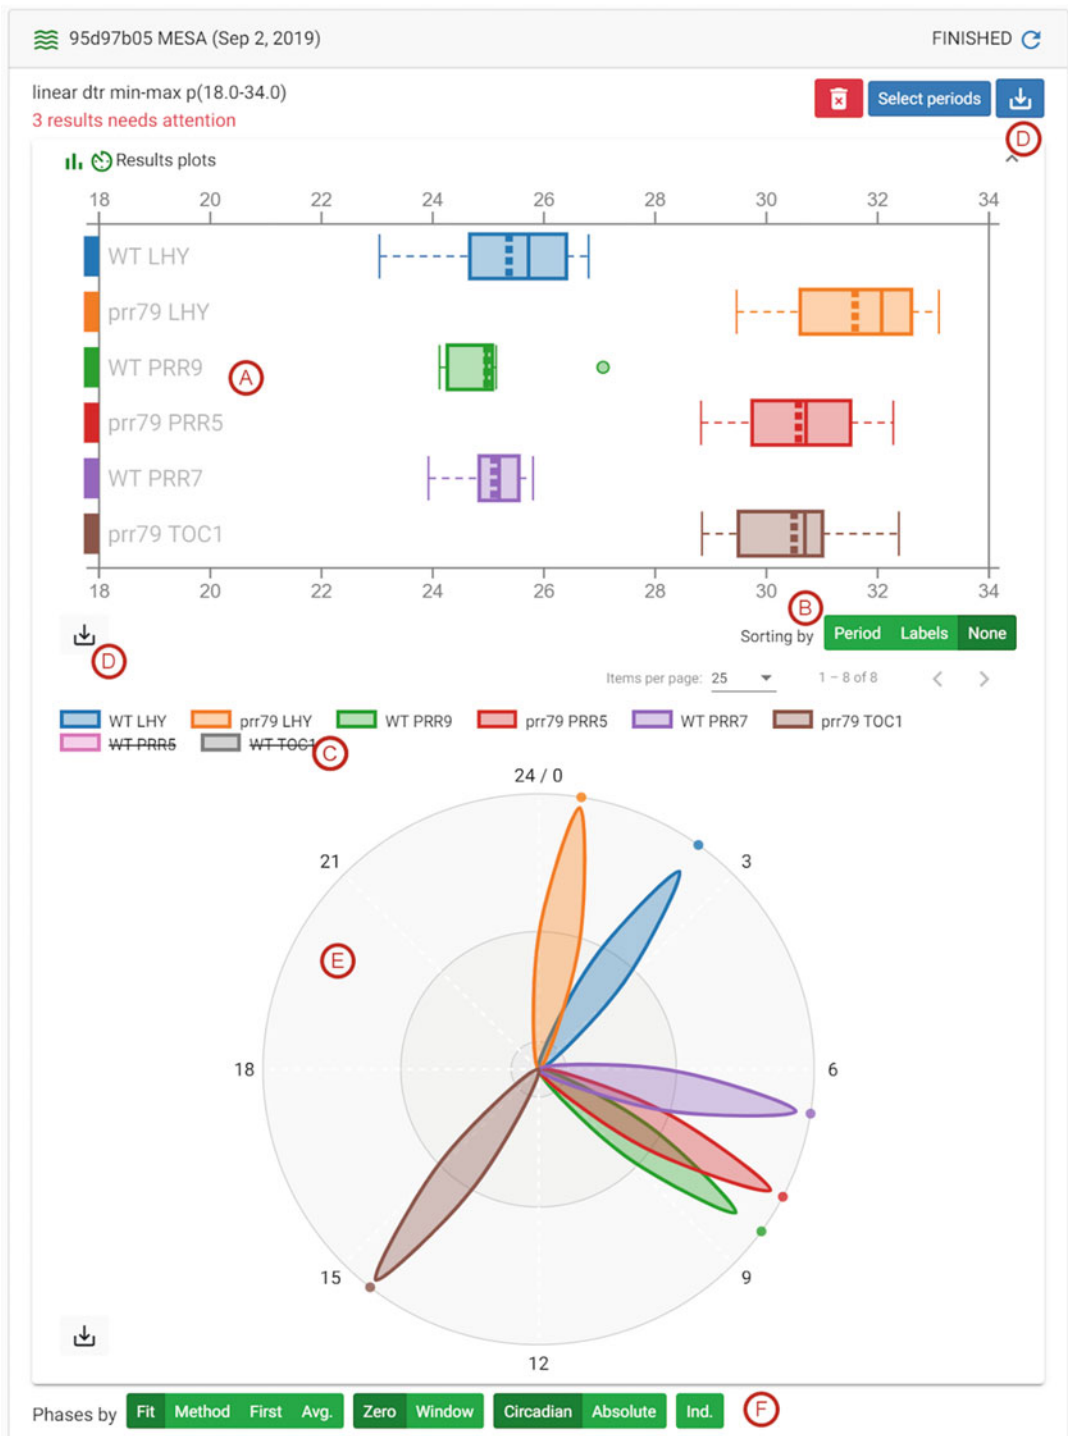 95d97b05 MESA (Sep 2, 2019) FINISHED
linear dtr min-max p(18.0-34.0)
Select periods
3 results needs attention
D
Results plots
18 20 22 24 26 28 30 32 34
WT LHY
prr79 LHY
WT PRR9
A
prr79 PRR5
WT PRR7
prr79 TOC1
18 20 22 24 26 28 30 32 34
B
Sorting by Period Labels None
D
Items per page: 25 1 – 8 of 8
WT LHY prr79 LHY WT PRR9 prr79 PRR5 WT PRR7 prr79 TOC1
WT PRR5 WT TOC1
C
24 / 0
21 3
E
18 6
15 9
12
Phases by Fit Method First Avg. Zero Window Circadian Absolute Ind. F